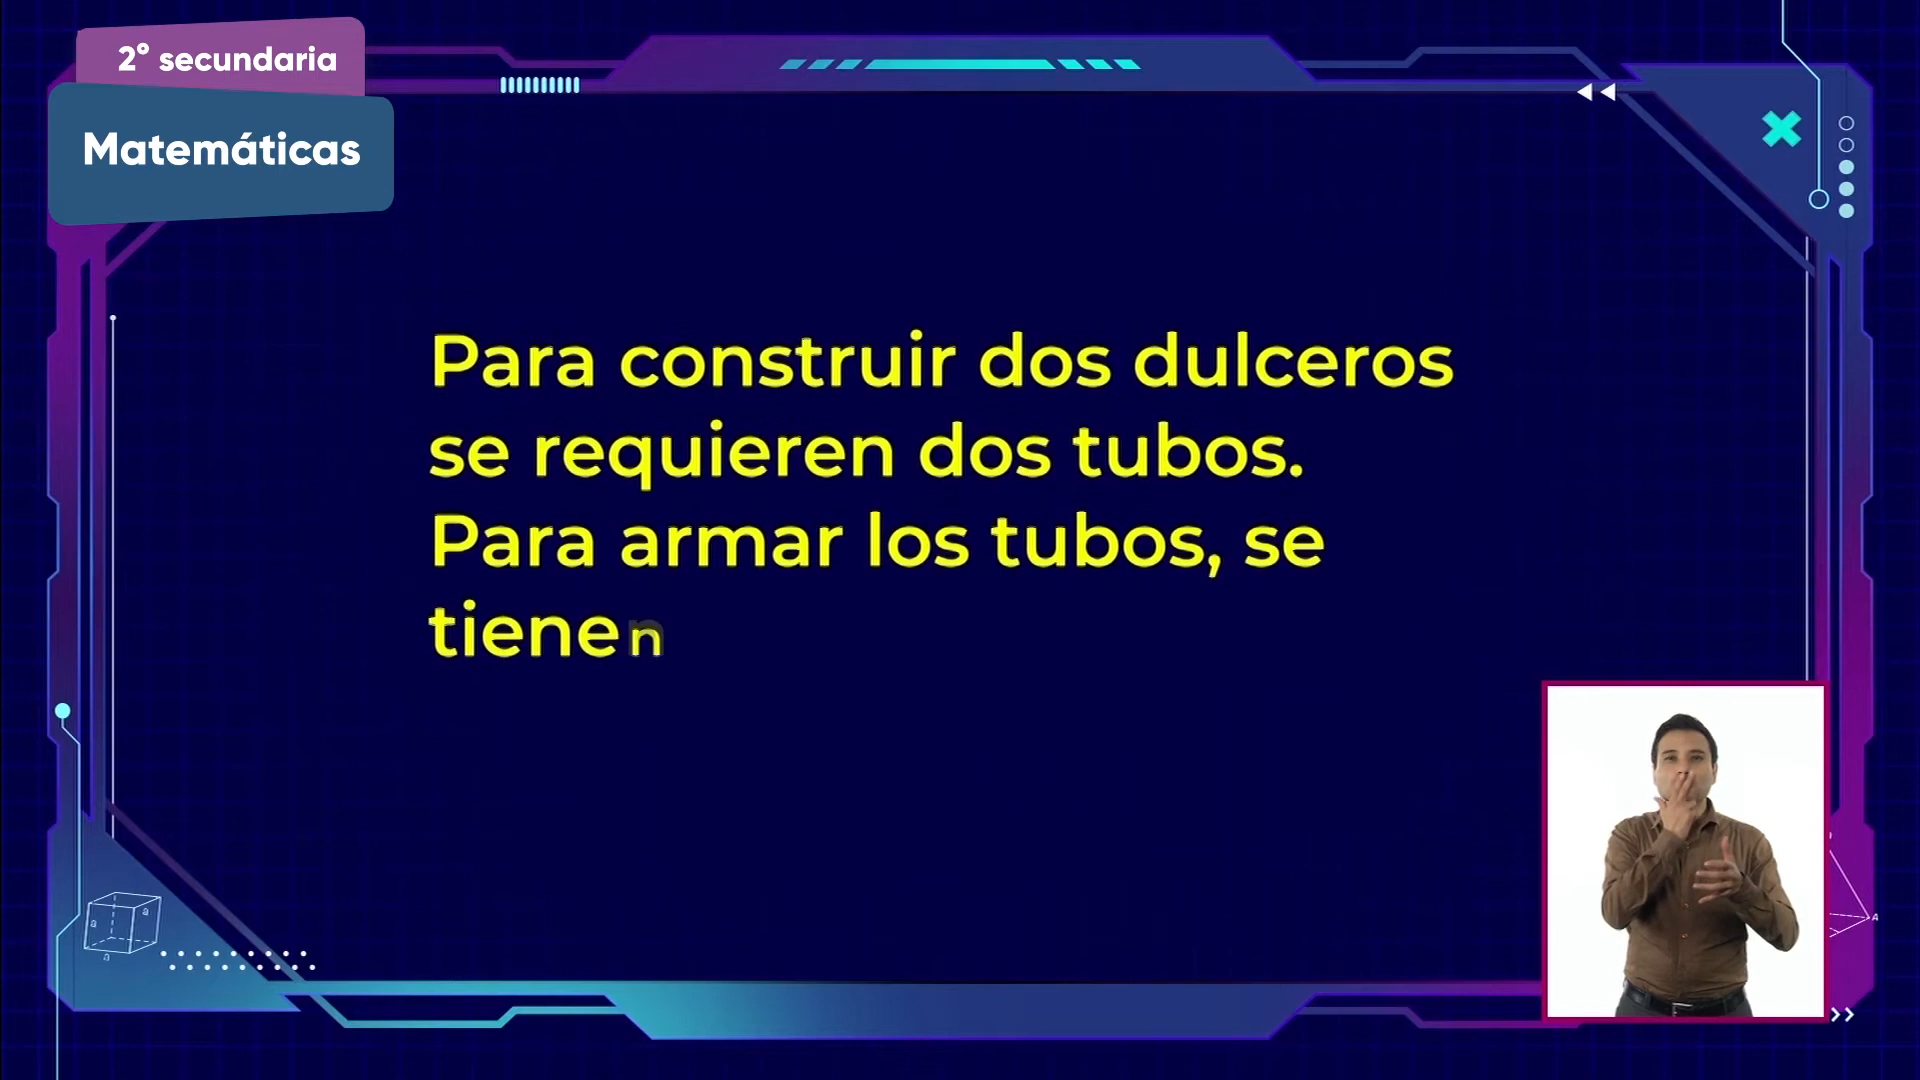 2° secundaria
Matemáticas
Para construir dos dulceros
se requieren dos tubos.
Para armar los tubos, se
tienen
a
a
a
A